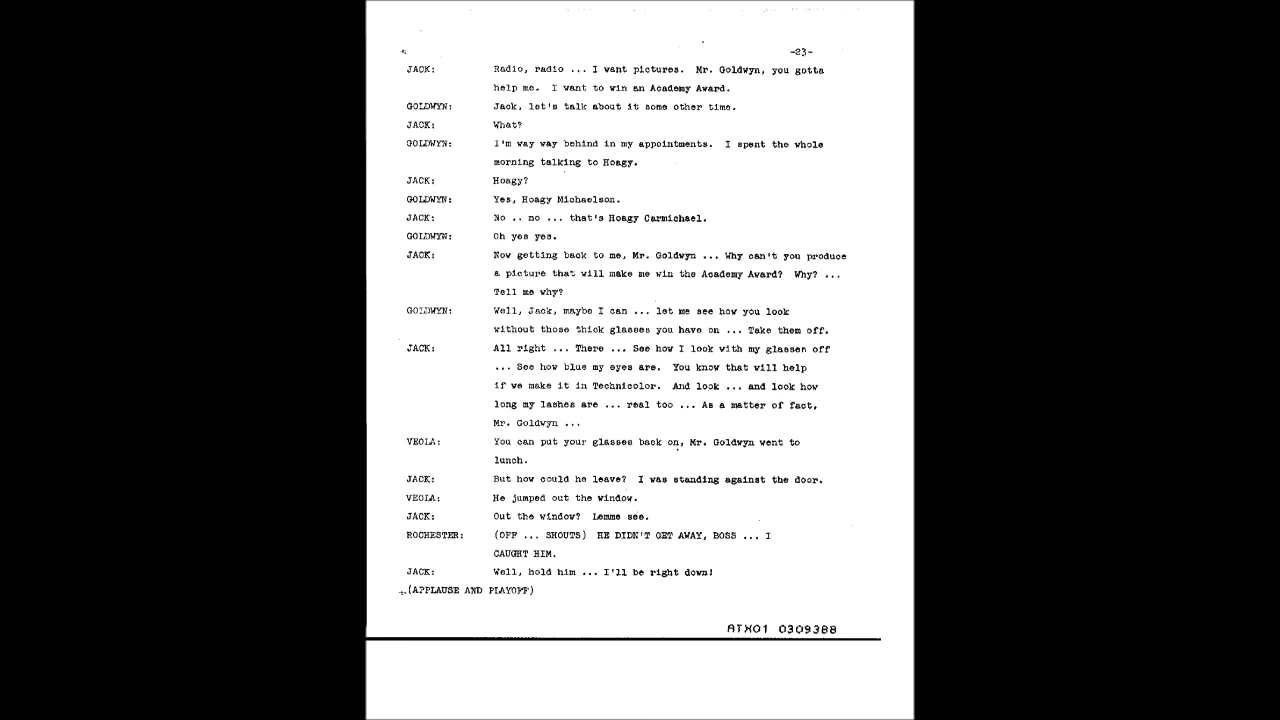 -23-
JACK: Radio, radio ... I want pictures. Mr. Goldwyn, you gotta
help me. I want to win an Academy Award.
GOLDWYN: Jack, let's talk about it some other time.
JACK: What?
GOLDWYN: I'm way way behind in my appointments. I spent the whole
morning talking to Hoagy.
JACK: Hoagy?
GOLDWYN: Yes, Hoagy Michaelson.
JACK: No .. no ... that's Hoagy Carmichael.
GOLDWYN: Oh yes yes.
JACK: Now getting back to me, Mr. Goldwyn ... Why can't you produce
a picture that will make me win the Academy Award? Why? ...
Tell me why?
GOLDWYN: Well, Jack, maybe I can ... let me see how you look
without those thick glasses you have on ... Take them off.
JACK: All right ... There ... See how I look with my glasses off
... See how blue my eyes are. You know that will help
if we make it in Technicolor. And look ... and look how
long my lashes are ... real too ... As a matter of fact,
Mr. Goldwyn ...
VEOLA: You can put your glasses back on, Mr. Goldwyn went to
lunch.
JACK: But how could he leave? I was standing against the door.
VEOLA: He jumped out the window.
JACK: Out the window? Lemme see.
ROCHESTER: (OFF ... SHOUTS) HE DIDN'T GET AWAY, BOSS ... I
CAUGHT HIM.
JACK: Well, hold him ... I'll be right down!
(APPLAUSE AND PLAYOFF)
ATX01 0309388